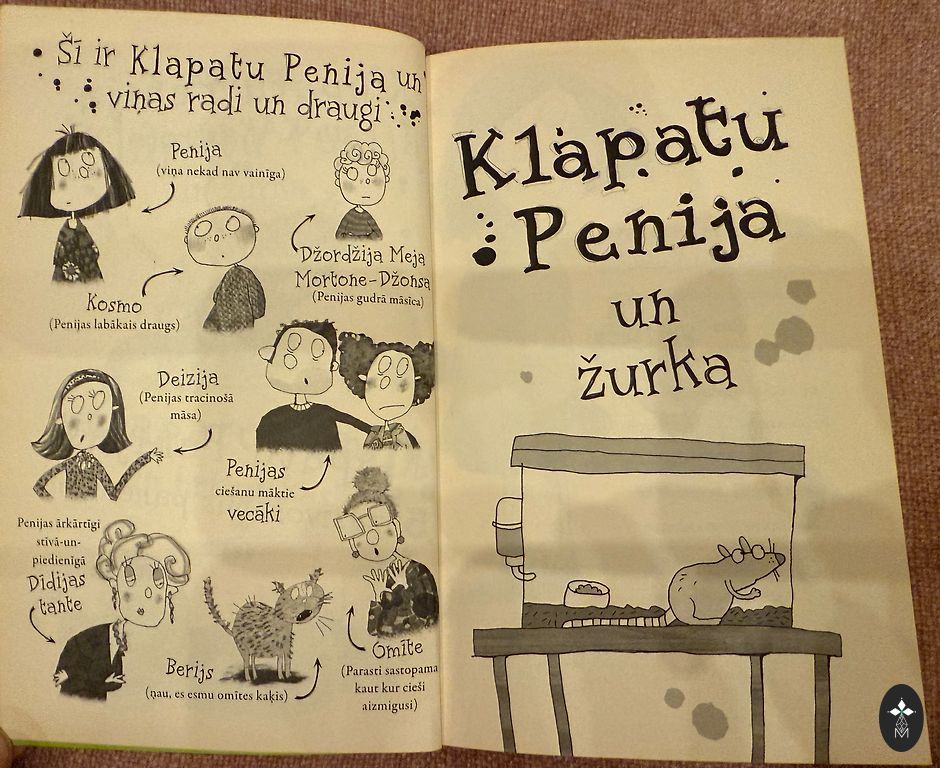 Šī ir Klapatu Penija un
viņas radi un draugi
Penija
(viņa nekad nav vainīga)
Džordžija Meja
Mortone-Džonsa
(Penijas gudrā māsica)
Kosmo
(Penijas labākais draugs)
Deizija
(Penijas tracinošā
māsa)
Penijas
ciešanu māktie
vecāki
Penijas ārkārtīgi
stīvā-un-
piedienīgā
Didijas
tante
Berijs
(ņau, es esmu omītes kaķis)
Omīte
(Parasti sastopama
kaut kur cieši
aizmigusi)
Klapatu
Penija
un
žurka
M